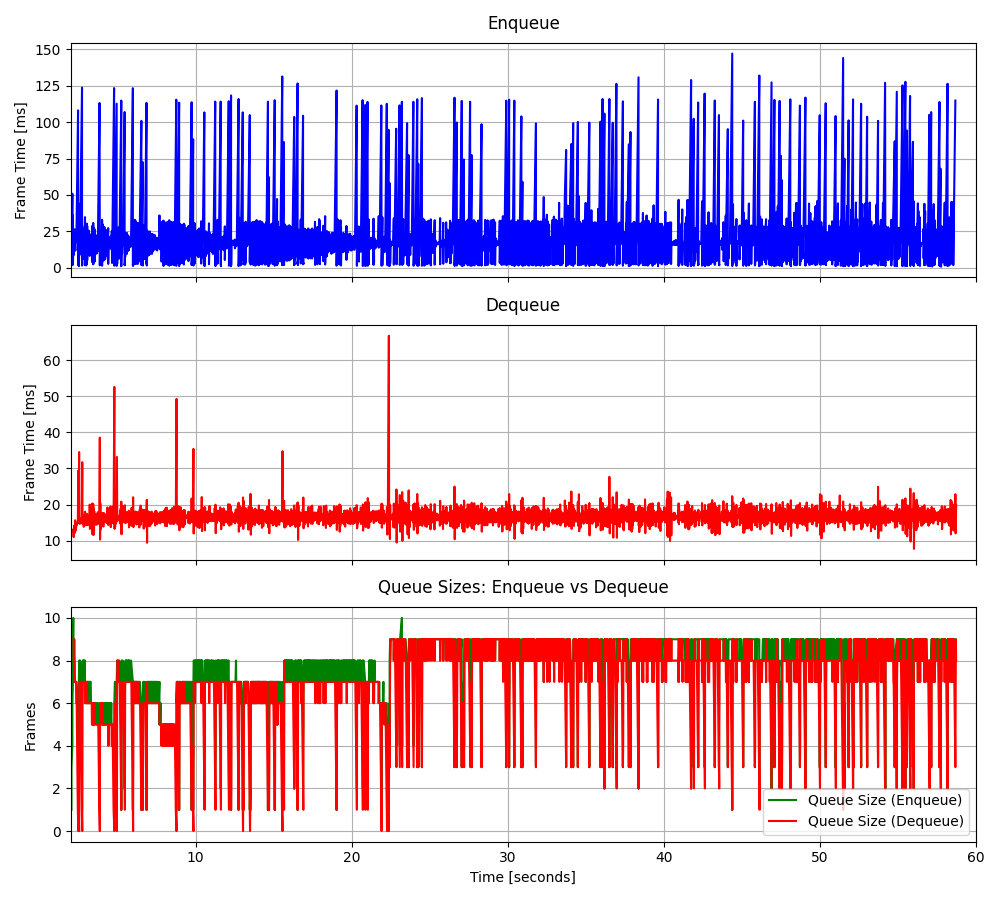 Enqueue
Frame Time [ms]
150
125
100
75
50
25
0
Dequeue
Frame Time [ms]
60
50
40
30
20
10
Queue Sizes: Enqueue vs Dequeue
Frames
10
8
6
4
2
0
Queue Size (Enqueue)
Queue Size (Dequeue)
10
20
30
40
50
60
Time [seconds]